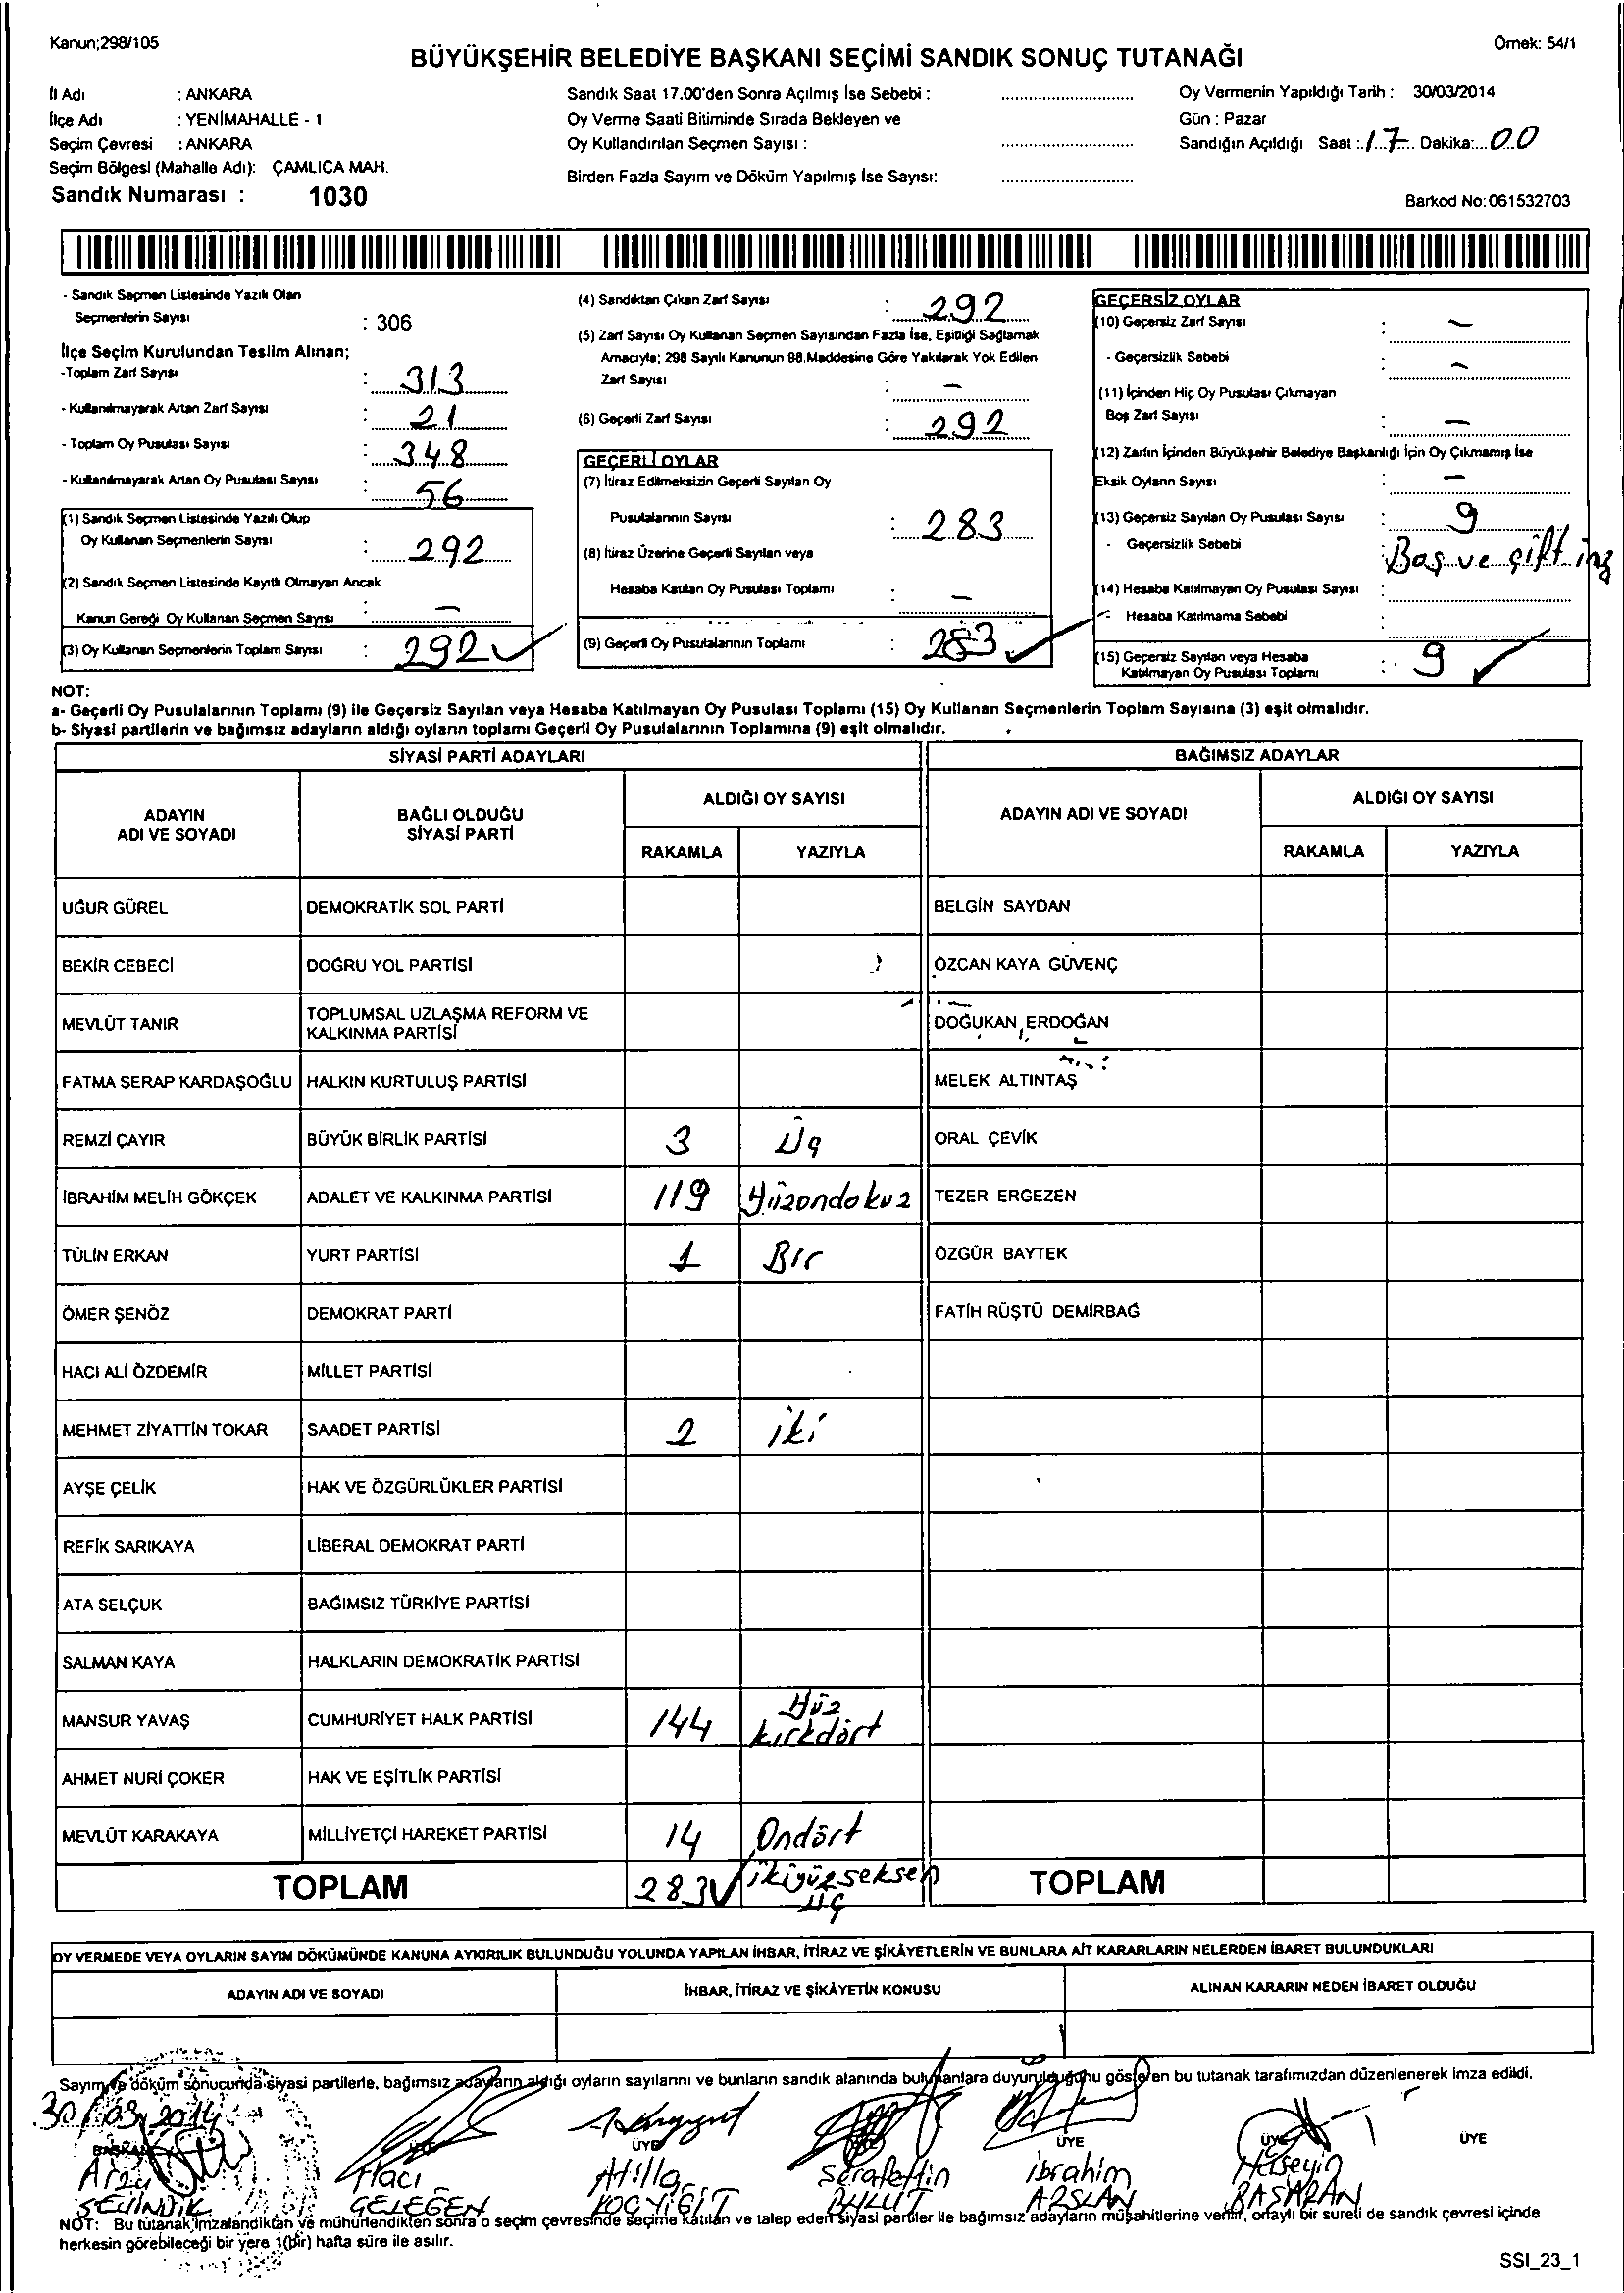 Kanun;298/105
Örnek: 54/1
BÜYÜKŞEHİR BELEDİYE BAŞKANI SEÇİMİ SANDIK SONUÇ TUTANAĞI
İl Adı : ANKARA
İlçe Adı : YENİMAHALLE - 1
Seçim Çevresi : ANKARA
Seçim Bölgesi (Mahalle Adı): ÇAMLICA MAH.
Sandık Numarası : 1030
Sandık Saat 17.00'den Sonra Açılmış İse Sebebi :
Oy Verme Saati Bitiminde Sırada Bekleyen ve
Oy Kullandırılan Seçmen Sayısı :
Birden Fazla Sayım ve Döküm Yapılmış İse Sayısı:
Oy Vermenin Yapıldığı Tarih : 30/03/2014
Gün : Pazar
Sandığın Açıldığı Saat : 17 Dakika: 00
Barkod No: 061532703
- Sandık Seçmen Listesinde Yazılı Olan
Seçmenlerin Sayısı : 306
İlçe Seçim Kurulundan Teslim Alınan;
-Toplam Zarf Sayısı : 313
- Kullanılmayarak Artan Zarf Sayısı : 21
- Toplam Oy Pusulası Sayısı : 348
- Kullanılmayarak Artan Oy Pusulası Sayısı : 56
(1) Sandık Seçmen Listesinde Yazılı Olup
Oy Kullanan Seçmenlerin Sayısı : 292
(2) Sandık Seçmen Listesinde Kayıtlı Olmayan Ancak
Kanun Gereği Oy Kullanan Seçmen Sayısı : —
(3) Oy Kullanan Seçmenlerin Toplam Sayısı : 292 ✓
(4) Sandıktan Çıkan Zarf Sayısı : 292
(5) Zarf Sayısı Oy Kullanan Seçmen Sayısından Fazla İse, Eşitliği Sağlamak
Amacıyla; 298 Sayılı Kanunun 98.Maddesine Göre Yakılarak Yok Edilen
Zarf Sayısı : —
(6) Geçerli Zarf Sayısı : 292
GEÇERLİ OYLAR
(7) İtiraz Edilmeksizin Geçerli Sayılan Oy
Pusulalarının Sayısı : 283
(8) İtiraz Üzerine Geçerli Sayılan veya
Hesaba Katılan Oy Pusulası Toplamı : —
(9) Geçerli Oy Pusulalarının Toplamı : 283 ✓
GEÇERSİZ OYLAR
(10) Geçersiz Zarf Sayısı : —
- Geçersizlik Sebebi : —
(11) İçinden Hiç Oy Pusulası Çıkmayan
Boş Zarf Sayısı : —
(12) Zarfın İçinden Büyükşehir Belediye Başkanlığı İçin Oy Çıkmamış İse
Eksik Oyların Sayısı : —
(13) Geçersiz Sayılan Oy Pusulası Sayısı : 9
- Geçersizlik Sebebi : Boş ve çift
(14) Hesaba Katılmayan Oy Pusulası Sayısı :
- Hesaba Katılmama Sebebi :
(15) Geçersiz Sayılan veya Hesaba
Katılmayan Oy Pusulası Toplamı : 9 ✓
NOT:
a- Geçerli Oy Pusulalarının Toplamı (9) ile Geçersiz Sayılan veya Hesaba Katılmayan Oy Pusulası Toplamı (15) Oy Kullanan Seçmenlerin Toplam Sayısına (3) eşit olmalıdır.
b- Siyasi partilerin ve bağımsız adayların aldığı oyların toplamı Geçerli Oy Pusulalarının Toplamına (9) eşit olmalıdır.
SİYASİ PARTİ ADAYLARI
BAĞIMSIZ ADAYLAR
ADAYIN
ADI VE SOYADI
BAĞLI OLDUĞU
SİYASİ PARTİ
ALDIĞI OY SAYISI
RAKAMLA YAZIYLA
ADAYIN ADI VE SOYADI
ALDIĞI OY SAYISI
RAKAMLA YAZIYLA
UĞUR GÜREL DEMOKRATİK SOL PARTİ BELGİN SAYDAN
BEKİR CEBECİ DOĞRU YOL PARTİSİ ÖZCAN KAYA GÜVENÇ
MEVLÜT TANIR TOPLUMSAL UZLAŞMA REFORM VE
KALKINMA PARTİSİ DOĞUKAN ERDOĞAN
FATMA SERAP KARDAŞOĞLU HALKIN KURTULUŞ PARTİSİ MELEK ALTINTAŞ
REMZİ ÇAYIR BÜYÜK BİRLİK PARTİSİ 3 Üç ORAL ÇEVİK
İBRAHİM MELİH GÖKÇEK ADALET VE KALKINMA PARTİSİ 119 Yüzondokuz TEZER ERGEZEN
TÜLİN ERKAN YURT PARTİSİ 1 Bir ÖZGÜR BAYTEK
ÖMER ŞENÖZ DEMOKRAT PARTİ FATİH RÜŞTÜ DEMİRBAĞ
HACI ALİ ÖZDEMİR MİLLET PARTİSİ
MEHMET ZİYATTİN TOKAR SAADET PARTİSİ 2 iki
AYŞE ÇELİK HAK VE ÖZGÜRLÜKLER PARTİSİ
REFİK SARIKAYA LİBERAL DEMOKRAT PARTİ
ATA SELÇUK BAĞIMSIZ TÜRKİYE PARTİSİ
SALMAN KAYA HALKLARIN DEMOKRATİK PARTİSİ
MANSUR YAVAŞ CUMHURİYET HALK PARTİSİ 144 Yüz
kırkdört
AHMET NURİ ÇOKER HAK VE EŞİTLİK PARTİSİ
MEVLÜT KARAKAYA MİLLİYETÇİ HAREKET PARTİSİ 14 Ondört
TOPLAM 283 ✓ ikiyüzseksen
üç
TOPLAM
OY VERMEDE VEYA OYLARIN SAYIM DÖKÜMÜNDE KANUNA AYKIRILIK BULUNDUĞU YOLUNDA YAPILAN İHBAR, İTİRAZ VE ŞİKÂYETLERİN VE BUNLARA AİT KARARLARIN NELERDEN İBARET BULUNDUKLARI
ADAYIN ADI VE SOYADI İHBAR, İTİRAZ VE ŞİKÂYETİN KONUSU ALINAN KARARIN NEDEN İBARET OLDUĞU
Sayım ve döküm sonucunda siyasi partilerle, bağımsız adayların aldığı oyların sayılarını ve bunların sandık alanında bulunanlara duyurulduğunu gösteren bu tutanak tarafımızdan düzenlenerek imza edildi.
30/03/2014
BAŞKAN ÜYE ÜYE ÜYE ÜYE ÜYE ÜYE
Arzu Hacı Atilla Şerafettin İbrahim Hüseyin
SEVİNDİK GELEĞEN KOÇYİĞİT BULUT ARSLAN BAŞARAN
NOT: Bu tutanak,imzalandıktan ve mühürlendikten sonra o seçim çevresinde seçime katılan ve talep eden siyasi partiler ile bağımsız adayların müşahitlerine verilir, onaylı bir sureti de sandık çevresi içinde
herkesin görebileceği bir yere 1(bir) hafta süre ile asılır.
SSI_23_1